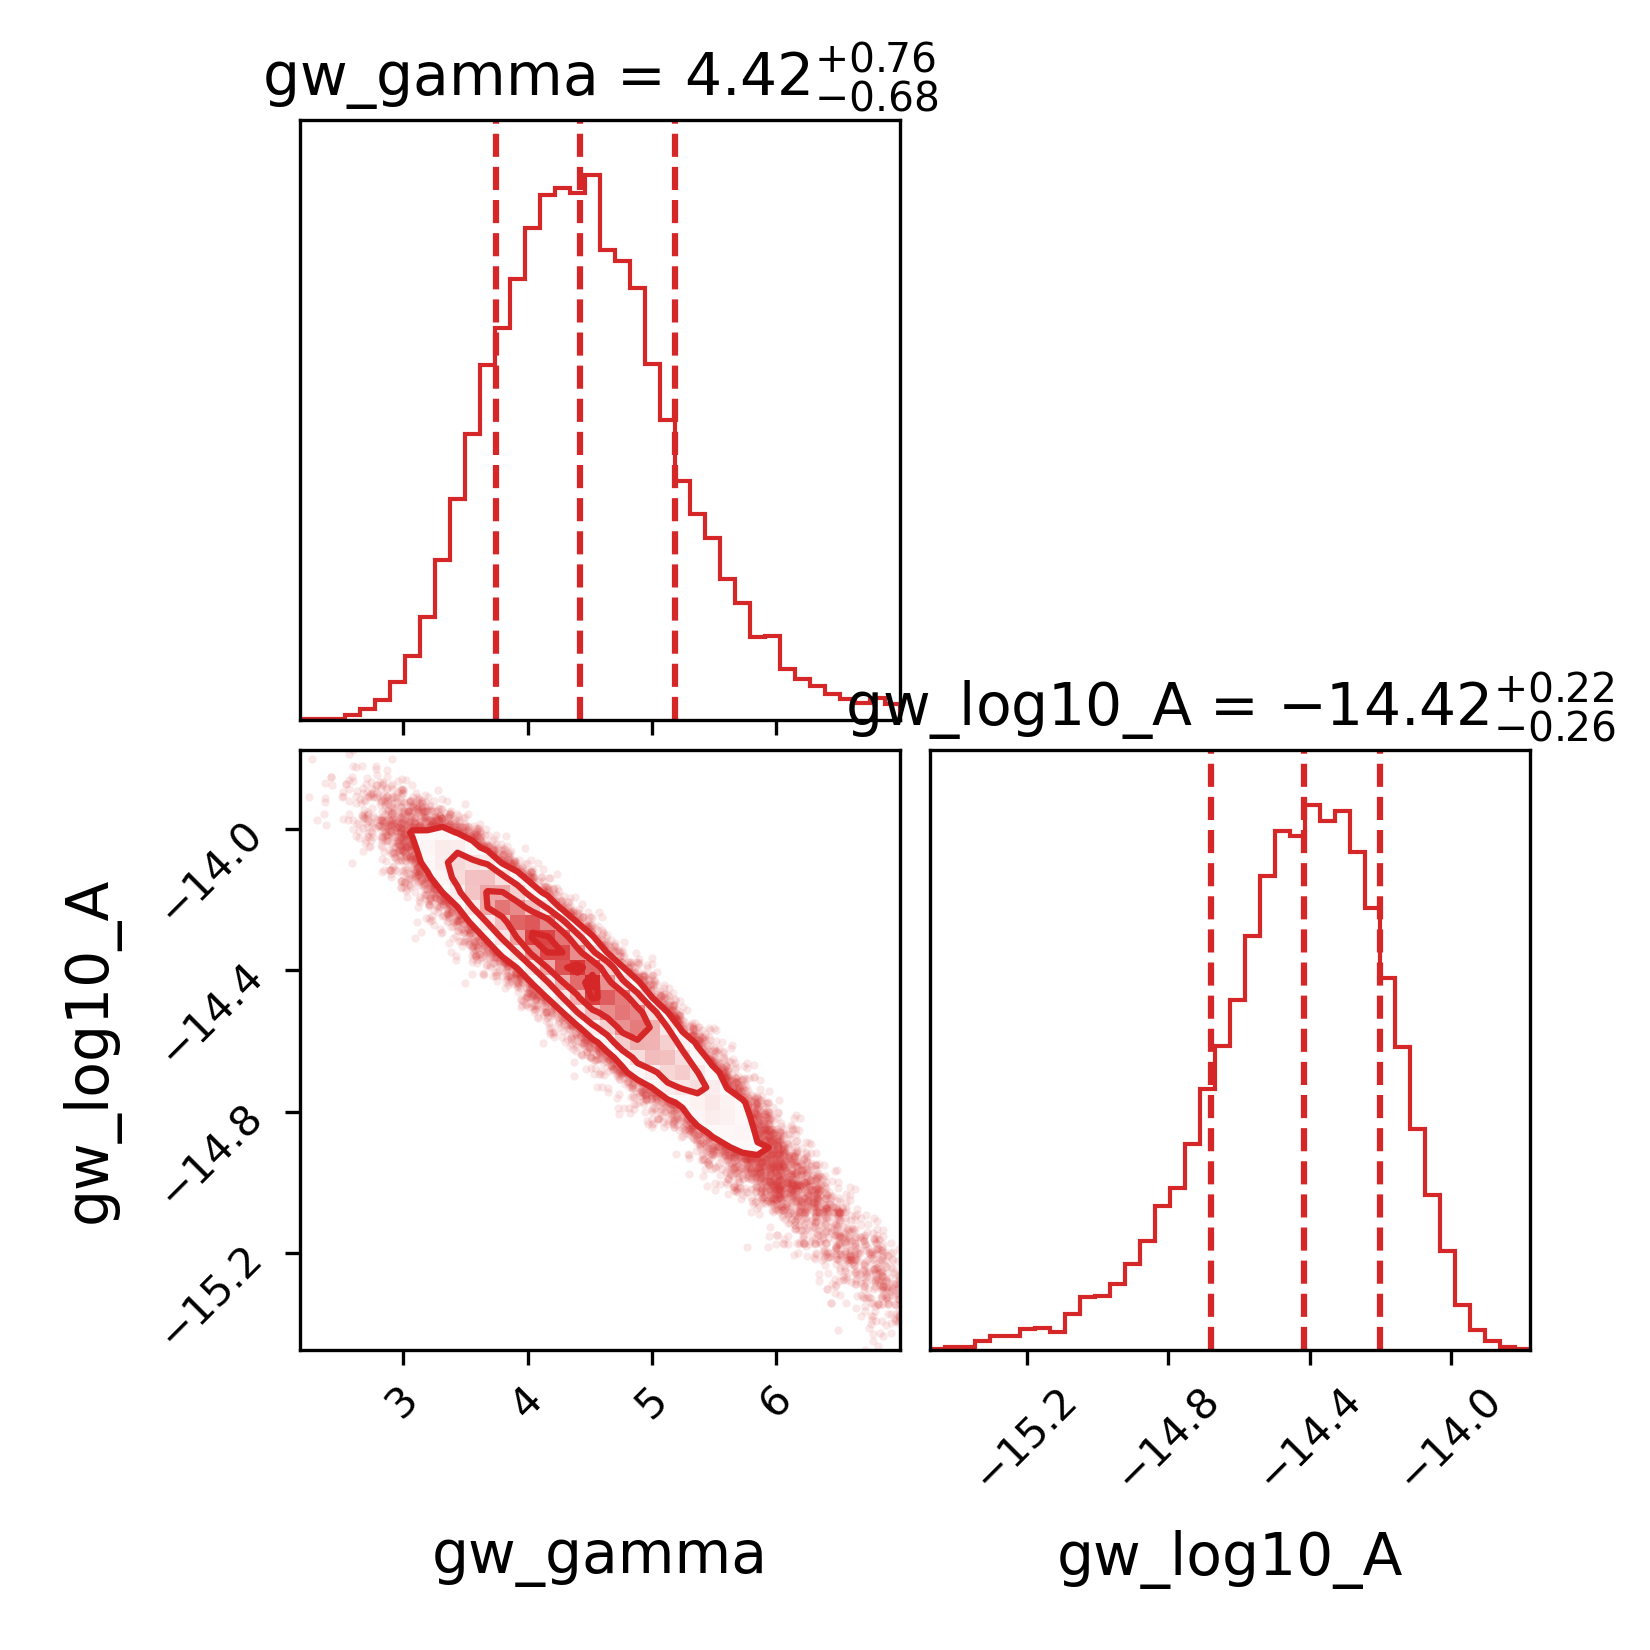 gw_gamma = 4.42+0.76−0.68
gw_log10_A = −14.42+0.22−0.26
gw_log10_A
−14.0
−14.4
−14.8
−15.2
3 4 5 6
−15.2 −14.8 −14.4 −14.0
gw_gamma
gw_log10_A